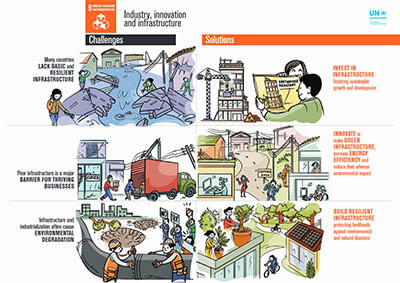 9 INDUSTRY, INNOVATION
AND INFRASTRUCTURE
Industry, innovation
and infrastructure
UN
Challenges
Solutions
Many countries
LACK BASIC and
RESILIENT
INFRASTRUCTURE
INVEST IN
INFRASTRUCTURE
fostering sustainable
growth and development
Poor infrastructure is a major
BARRIER FOR THRIVING
BUSINESSES
INNOVATE to
make GREEN
INFRASTRUCTURE,
increase ENERGY
EFFICIENCY and
reduce their adverse
environmental impact
Infrastructure and
industrialization often cause
ENVIRONMENTAL
DEGRADATION
BUILD RESILIENT
INFRASTRUCTURE
protecting livelihoods
against environmental
and natural disasters